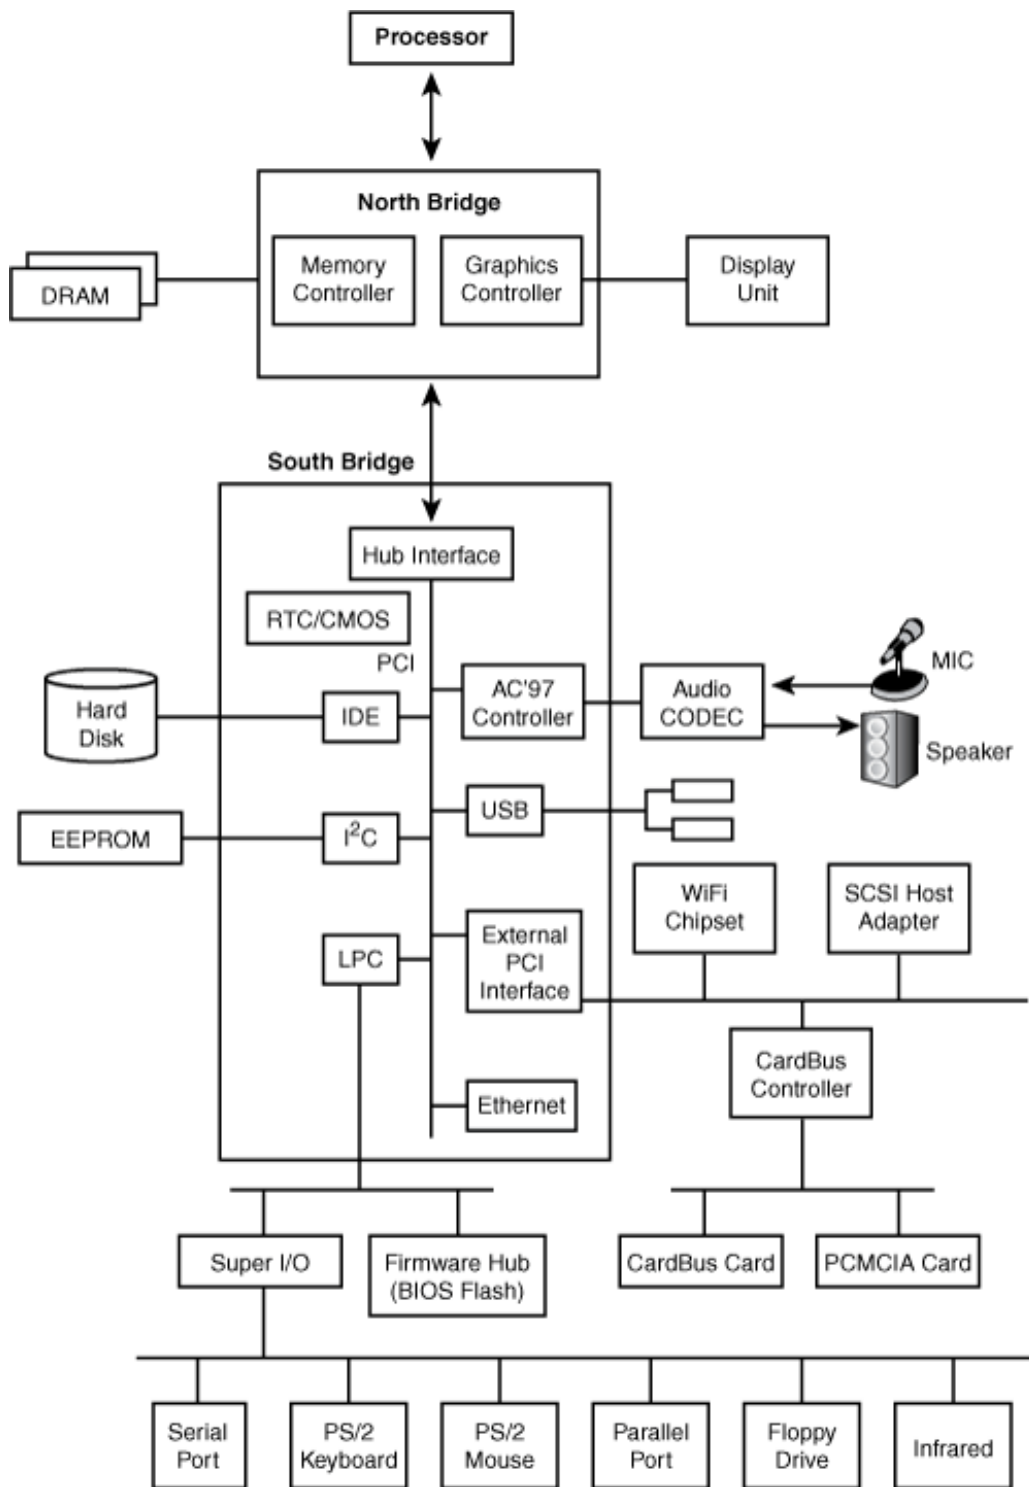 Processor
North Bridge
Memory
Controller
Graphics
Controller
DRAM
Display
Unit
South Bridge
Hub Interface
RTC/CMOS
PCI
Hard
Disk
IDE
AC'97
Controller
Audio
CODEC
MIC
Speaker
EEPROM
I²C
USB
WiFi
Chipset
SCSI Host
Adapter
LPC
External
PCI
Interface
CardBus
Controller
Ethernet
Super I/O
Firmware Hub
(BIOS Flash)
CardBus Card
PCMCIA Card
Serial
Port
PS/2
Keyboard
PS/2
Mouse
Parallel
Port
Floppy
Drive
Infrared